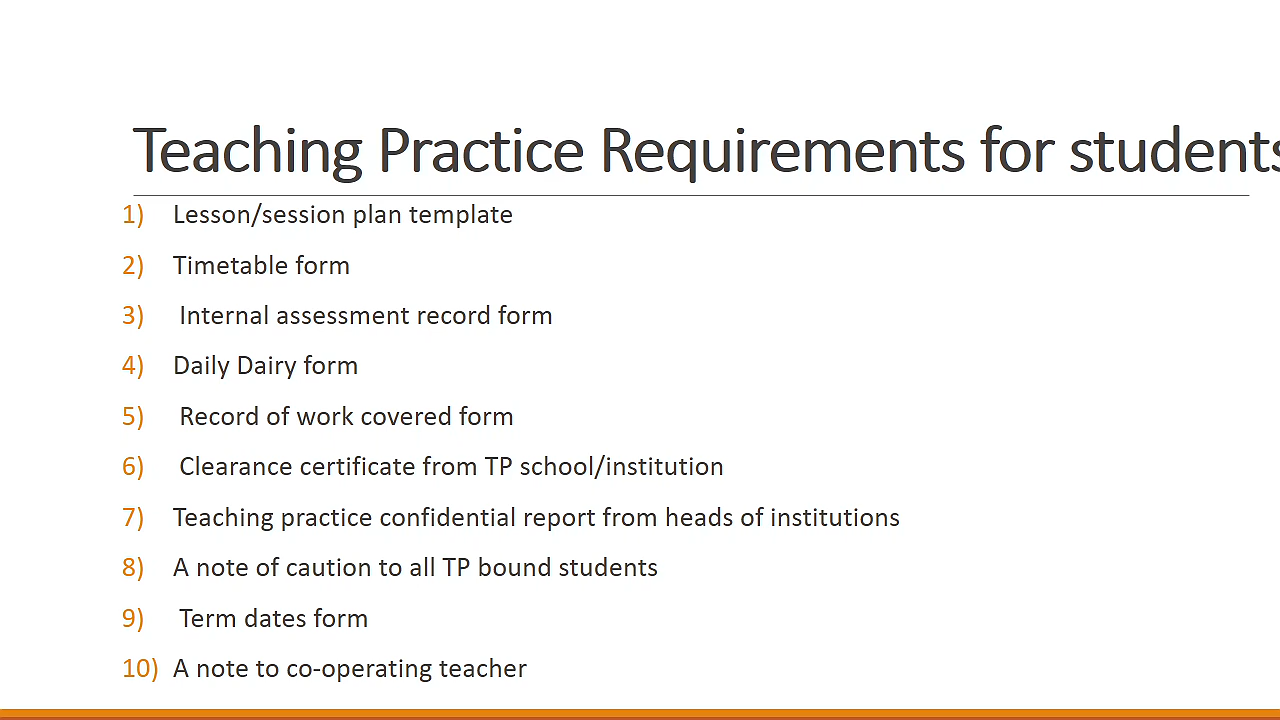 Teaching Practice Requirements for students
1) Lesson/session plan template
2) Timetable form
3) Internal assessment record form
4) Daily Dairy form
5) Record of work covered form
6) Clearance certificate from TP school/institution
7) Teaching practice confidential report from heads of institutions
8) A note of caution to all TP bound students
9) Term dates form
10) A note to co-operating teacher